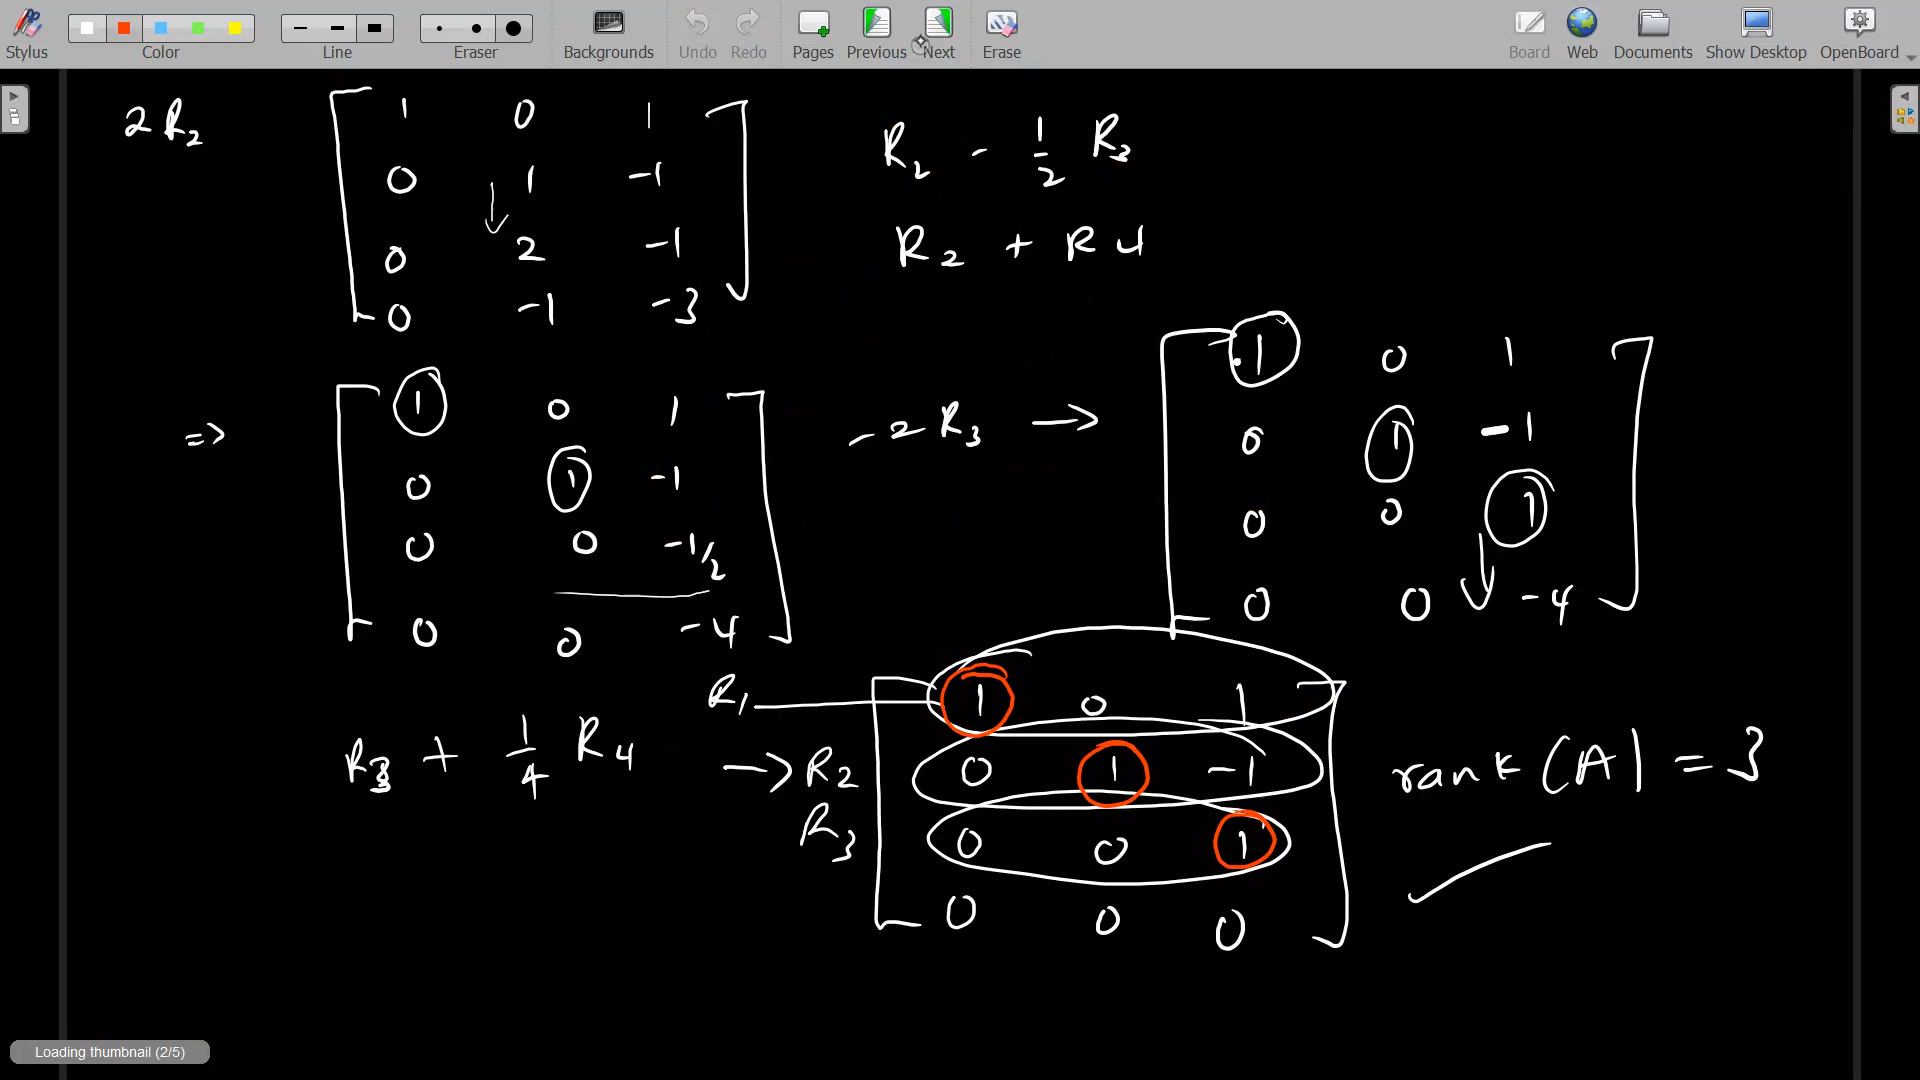 Stylus Color Line Eraser Backgrounds Undo Redo Pages Previous Next Erase Board Web Documents Show Desktop OpenBoard
2R₂
1 0 1
0 1 -1
0 2 -1
0 -1 -3
R₂ - 1/2 R₃
R₂ + R4
=>
1 0 1
0 1 -1
0 0 -1/2
0 0 -4
-2R₃ →
1 0 1
0 1 -1
0 0 1
0 0 -4
R₃ + 1/4 R₄
R₁ 1 0 1
→ R₂ 0 1 -1
R₃ 0 0 1
0 0 0
rank(A) = 3
Loading thumbnail (2/5)